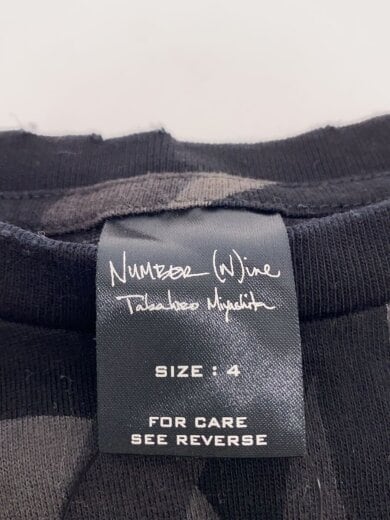 NUMBER (N)ine
Takahiro Miyashita
SIZE : 4
FOR CARE
SEE REVERSE